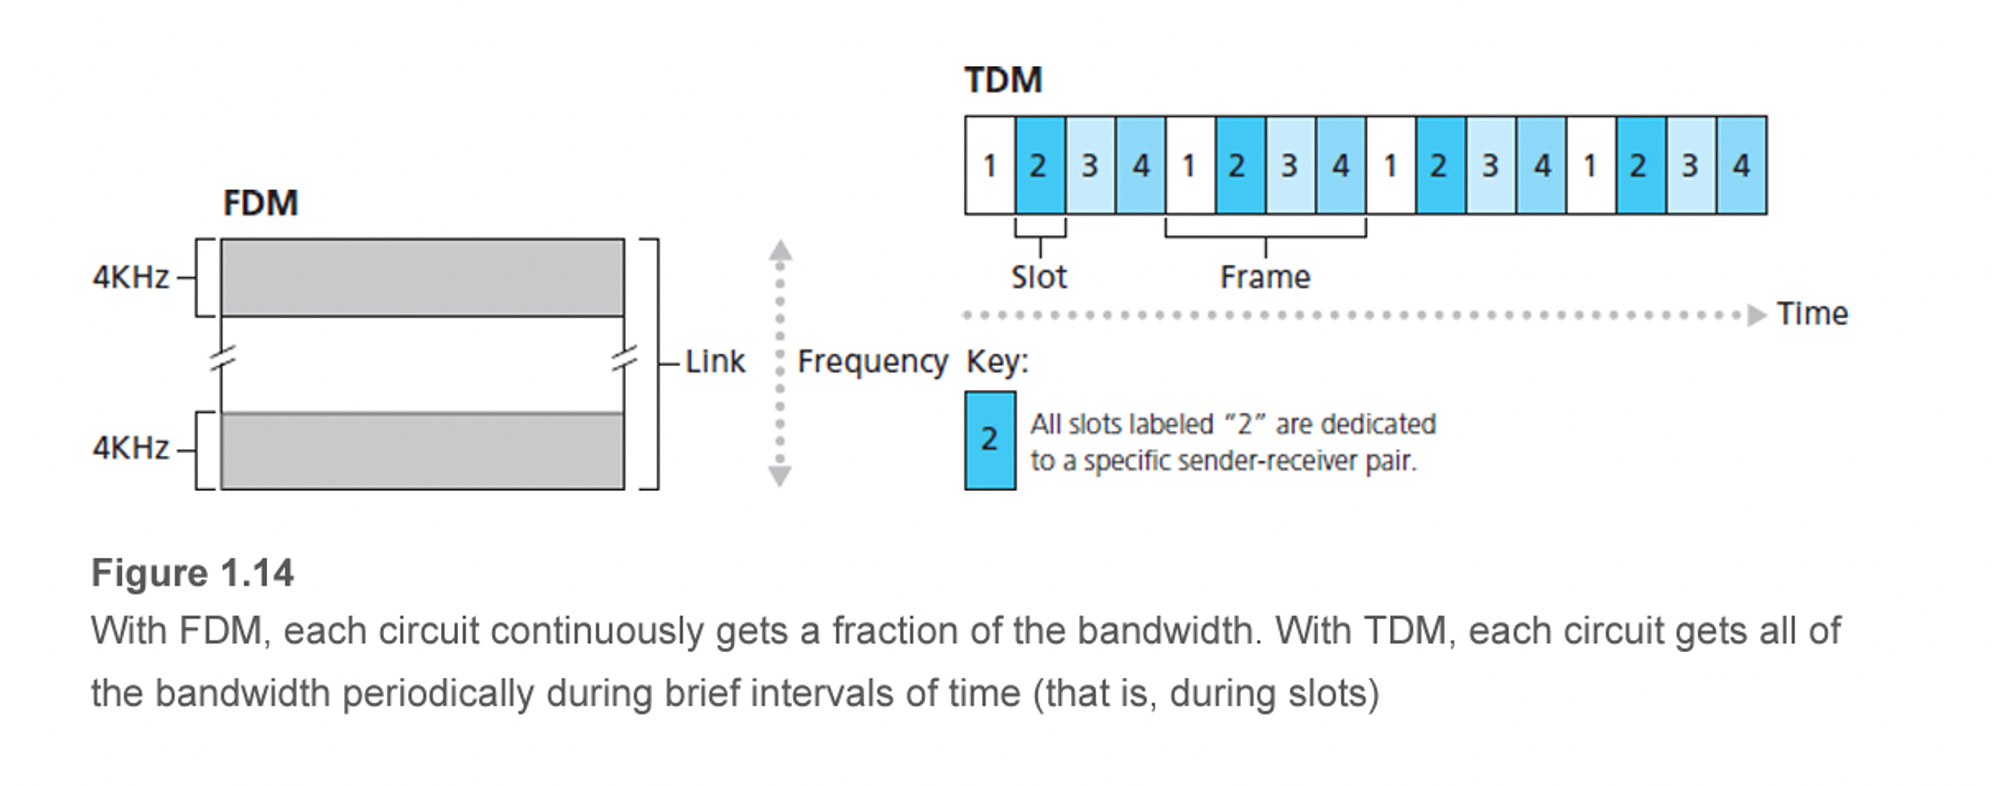 FDM
4KHz
4KHz
Link
Frequency
TDM
1 2 3 4 1 2 3 4 1 2 3 4 1 2 3 4
Slot
Frame
Time
Key:
2
All slots labeled “2” are dedicated
to a specific sender-receiver pair.
Figure 1.14
With FDM, each circuit continuously gets a fraction of the bandwidth. With TDM, each circuit gets all of
the bandwidth periodically during brief intervals of time (that is, during slots)